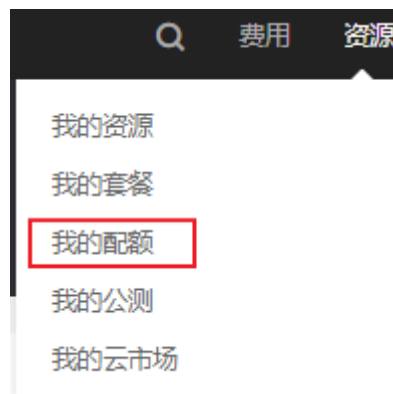 费用 资源
我的资源
我的套餐
我的配额
我的公测
我的云市场